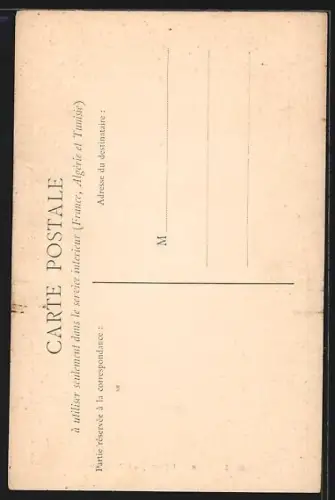 CARTE POSTALE
à utiliser seulement dans le service intérieur (France, Algérie et Tunisie)
Partie réservée à la correspondance :
Adresse du destinataire :
M